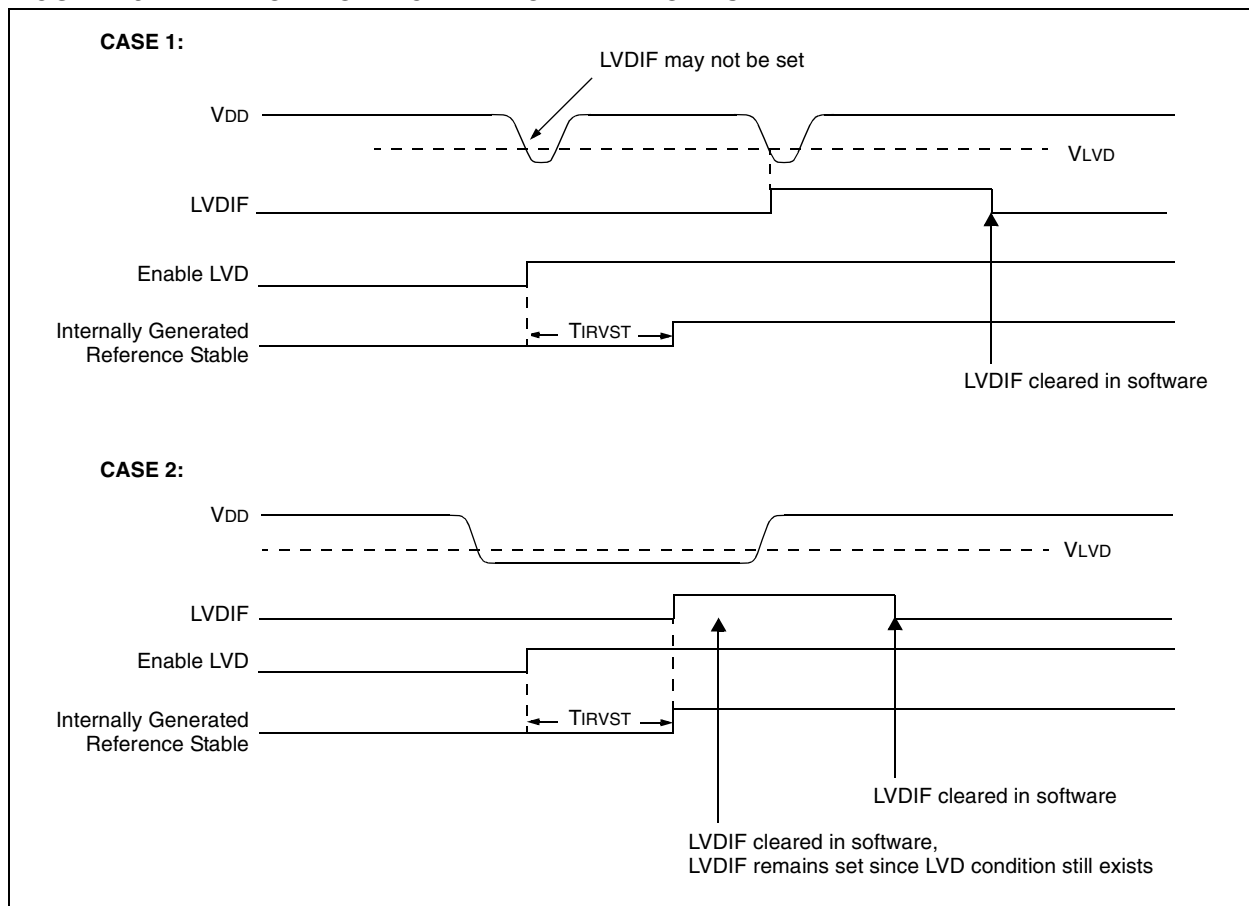 CASE 1:
LVDIF may not be set
VDD
VLVD
LVDIF
Enable LVD
TIRVST
Internally Generated
Reference Stable
LVDIF cleared in software
CASE 2:
VDD
VLVD
LVDIF
Enable LVD
TIRVST
Internally Generated
Reference Stable
LVDIF cleared in software
LVDIF cleared in software,
LVDIF remains set since LVD condition still exists